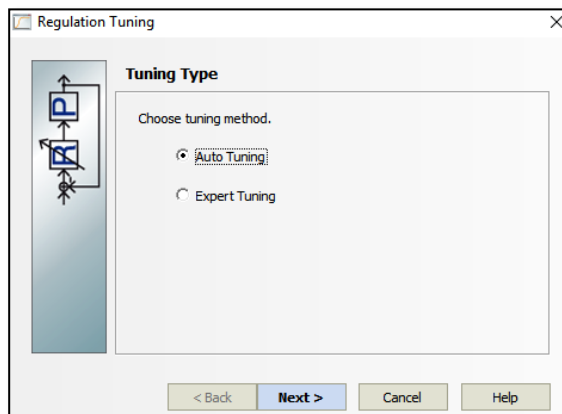 Regulation Tuning
P
R
Tuning Type
Choose tuning method.
Auto Tuning
Expert Tuning
< Back Next > Cancel Help